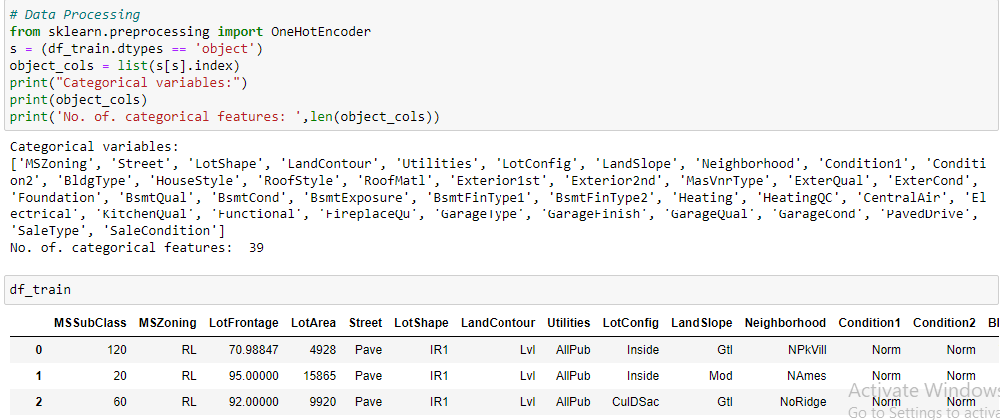 # Data Processing
from sklearn.preprocessing import OneHotEncoder
s = (df_train.dtypes == 'object')
object_cols = list(s[s].index)
print("Categorical variables:")
print(object_cols)
print('No. of. categorical features: ',len(object_cols))
Categorical variables:
['MSZoning', 'Street', 'LotShape', 'LandContour', 'Utilities', 'LotConfig', 'LandSlope', 'Neighborhood', 'Condition1', 'Conditi
on2', 'BldgType', 'HouseStyle', 'RoofStyle', 'RoofMatl', 'Exterior1st', 'Exterior2nd', 'MasVnrType', 'ExterQual', 'ExterCond',
'Foundation', 'BsmtQual', 'BsmtCond', 'BsmtExposure', 'BsmtFinType1', 'BsmtFinType2', 'Heating', 'HeatingQC', 'CentralAir', 'El
ectrical', 'KitchenQual', 'Functional', 'FireplaceQu', 'GarageType', 'GarageFinish', 'GarageQual', 'GarageCond', 'PavedDrive',
'SaleType', 'SaleCondition']
No. of. categorical features:  39
df_train
MSSubClass MSZoning LotFrontage LotArea Street LotShape LandContour Utilities LotConfig LandSlope Neighborhood Condition1 Condition2 Bl
0 120 RL 70.98847 4928 Pave IR1 Lvl AllPub Inside Gtl NPkVill Norm Norm
1 20 RL 95.00000 15865 Pave IR1 Lvl AllPub Inside Mod NAmes Norm Norm
2 60 RL 92.00000 9920 Pave IR1 Lvl AllPub CulDSac Gtl NoRidge Norm Norm
Activate Windows
Go to Settings to activa